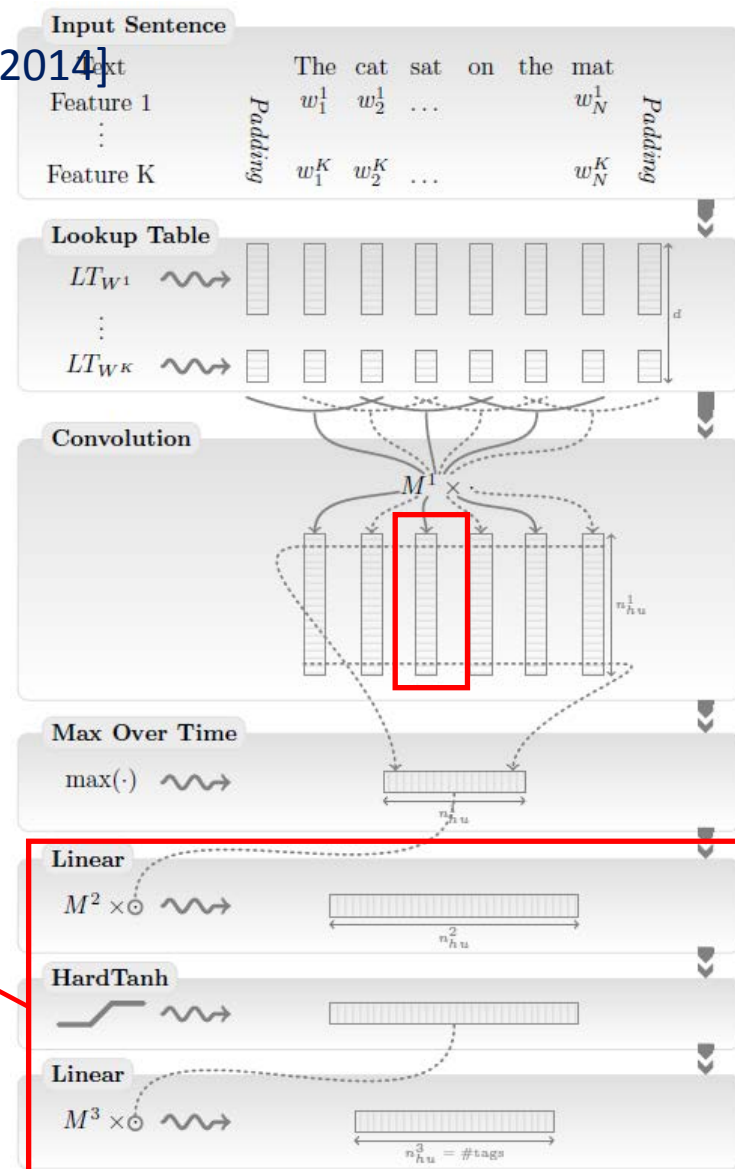 Input Sentence
2014]
Text The cat sat on the mat
Feature 1 w_1^1 w_2^1 ... w_N^1
Padding
Padding
⋮
Feature K w_1^K w_2^K ... w_N^K
Lookup Table
LT_{W^1}
d
⋮
LT_{W^K}
Convolution
M^1 × ·
n_{hu}^1
Max Over Time
max(·)
n_{hu}^1
Linear
M^2 ×⊙
n_{hu}^2
HardTanh
Linear
M^3 ×⊙
n_{hu}^3 = #tags